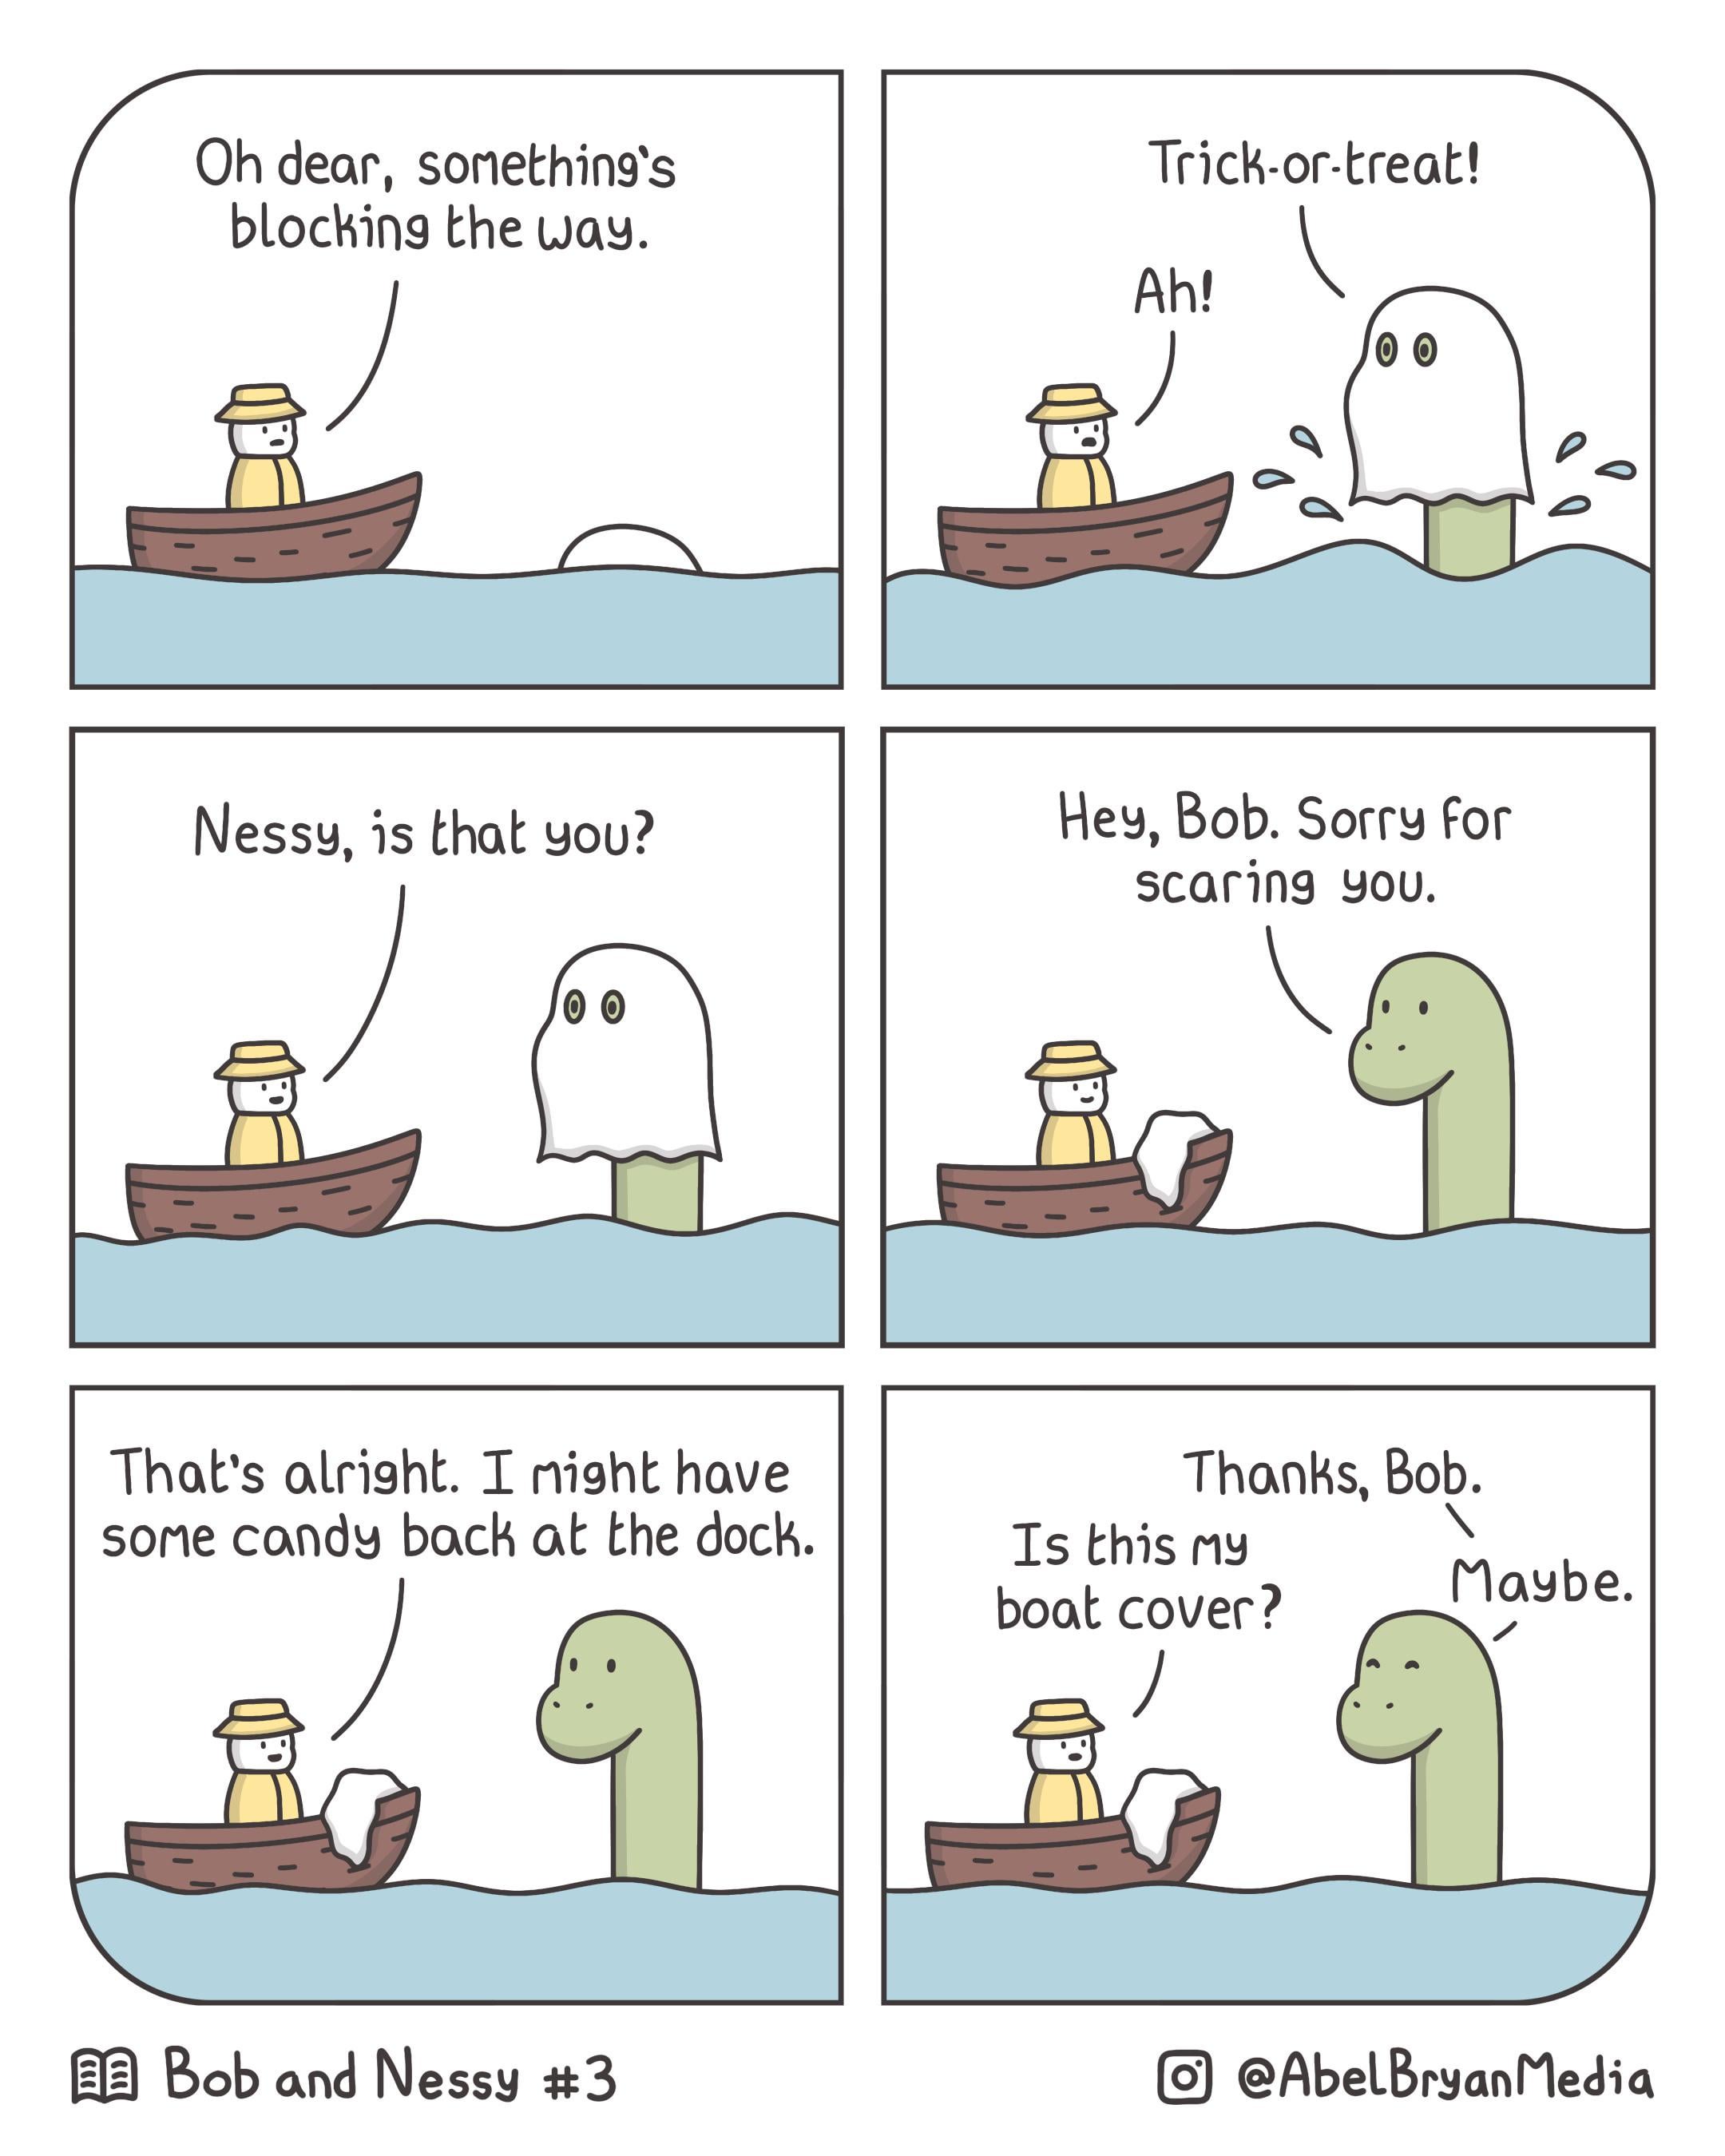 Oh dear, something's
blocking the way.
Trick-or-treat!
Ah!
Nessy, is that you?
Hey, Bob. Sorry for
scaring you.
That's alright. I might have
some candy back at the dock.
Thanks, Bob.
Is this my
boat cover?
Maybe.
Bob and Nessy #3
@AbelBryanMedia